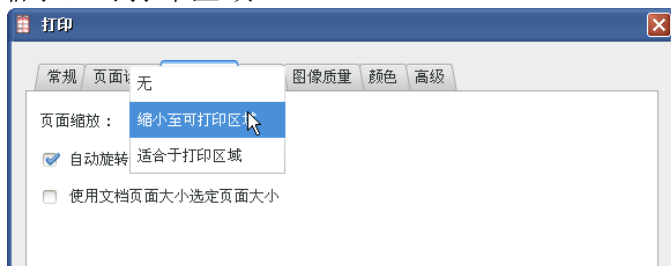 打印
常规 页面 图像质量 颜色 高级
无
页面缩放： 缩小至可打印区域
自动旋转 适合于打印区域
使用文档页面大小选定页面大小